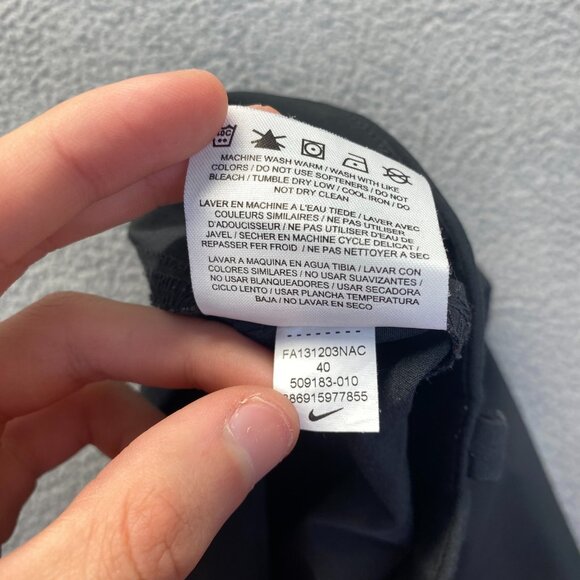 40C
MACHINE WASH WARM / WASH WITH LIKE
COLORS / DO NOT USE SOFTENERS / DO NOT
BLEACH / TUMBLE DRY LOW / COOL IRON / DO
NOT DRY CLEAN
LAVER EN MACHINE A L'EAU TIEDE / LAVER AVEC
COULEURS SIMILAIRES / NE PAS UTILISER
D'ADOUCISSEUR / NE PAS UTILISER D'EAU DE
JAVEL / SECHER EN MACHINE CYCLE DELICAT /
REPASSER FER FROID / NE PAS NETTOYER A SEC
LAVAR A MAQUINA EN AGUA TIBIA / LAVAR CON
COLORES SIMILARES / NO USAR SUAVIZANTES /
NO USAR BLANQUEADORES / USAR SECADORA
CICLO LENTO / USAR PLANCHA TEMPERATURA
BAJA / NO LAVAR EN SECO
FA131203NAC
40
509183-010
886915977855